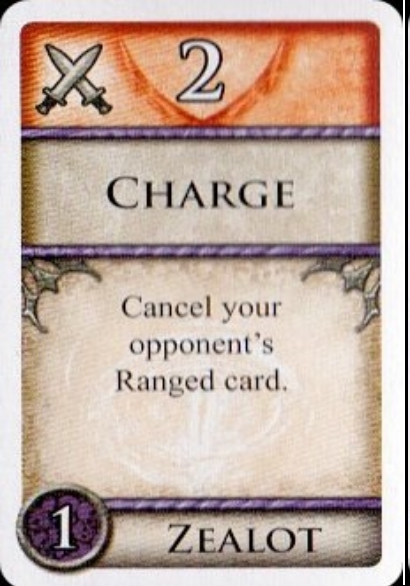 2
CHARGE
Cancel your
opponent's
Ranged card.
1
ZEALOT